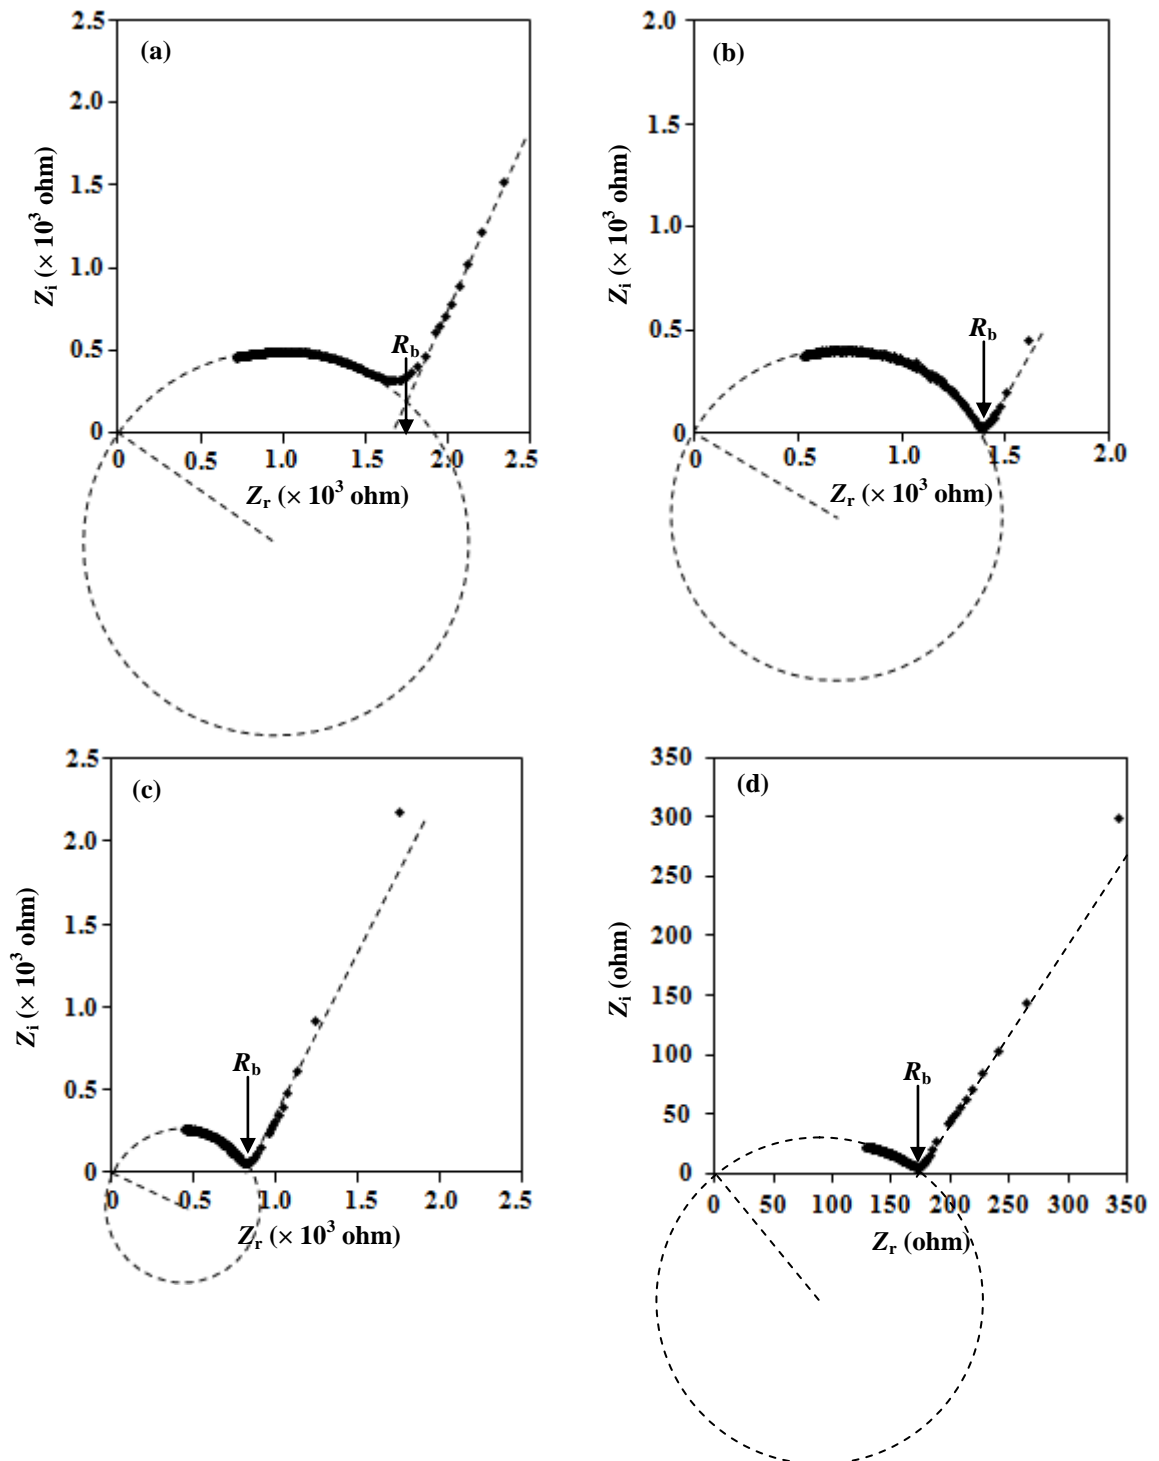 (a)
2.5
2.0
1.5
1.0
0.5
0
Zi (× 10³ ohm)
Rb
0 0.5 1.0 1.5 2.0 2.5
Zr (× 10³ ohm)
(b)
2.0
1.5
1.0
0.5
0
Zi (× 10³ ohm)
Rb
0 0.5 1.0 1.5 2.0
Zr (× 10³ ohm)
(c)
2.5
2.0
1.5
1.0
0.5
0
Zi (× 10³ ohm)
Rb
0 0.5 1.0 1.5 2.0 2.5
Zr (× 10³ ohm)
(d)
350
300
250
200
150
100
50
0
Zi (ohm)
Rb
0 50 100 150 200 250 300 350
Zr (ohm)